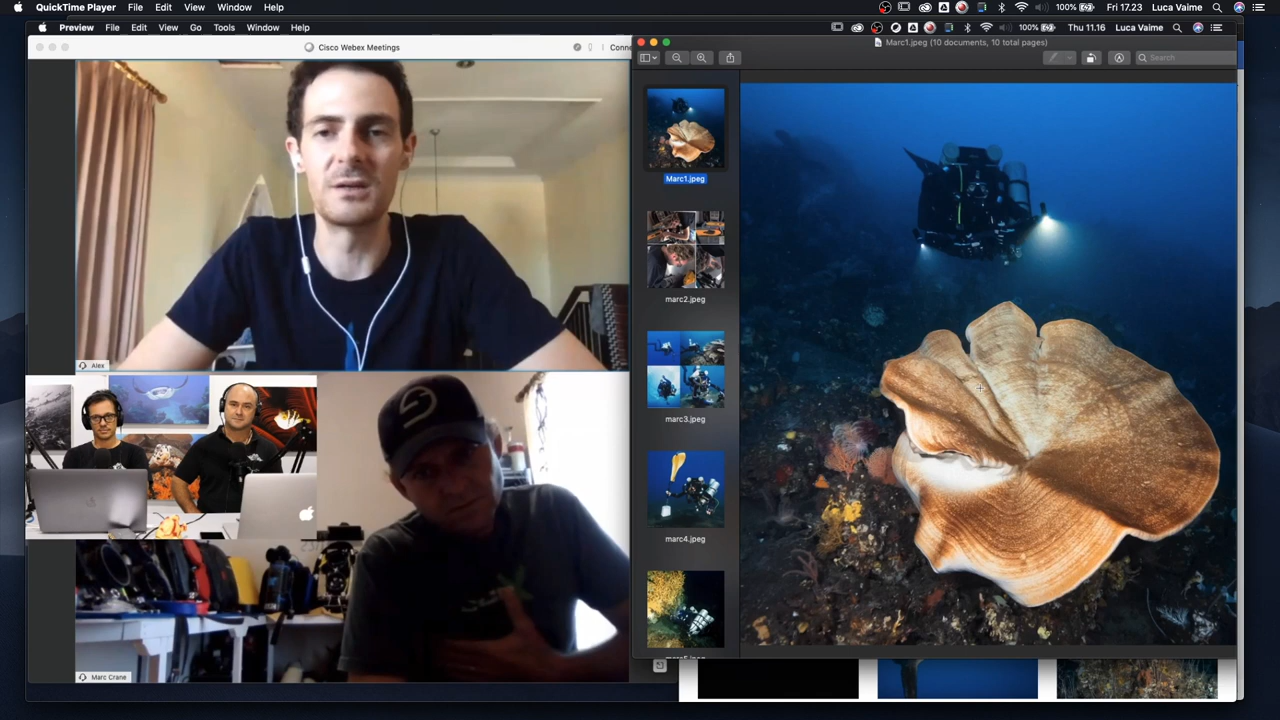 QuickTime Player File Edit View Window Help 100% Fri 17.23 Luca Vaime
Preview File Edit View Go Tools Window Help 100% Thu 11.16 Luca Vaime
Cisco Webex Meetings
Conne
Marc1.jpeg (10 documents, 10 total pages)
Search
Marc1.jpeg
marc2.jpeg
marc3.jpeg
marc4.jpeg
Alex
Marc Crane